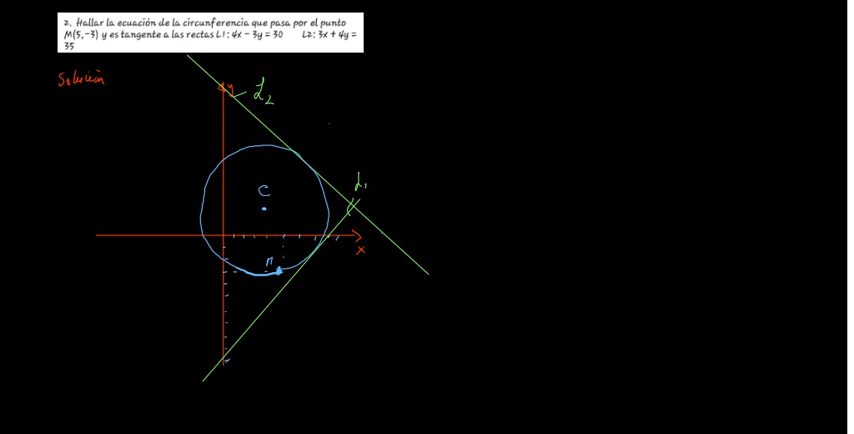 2. Hallar la ecuación de la circunferencia que pasa por el punto
M(5,-3) y es tangente a las rectas L1: 4x - 3y = 30 L2: 3x + 4y =
35
Solución
y
L2
L1
C
x
M